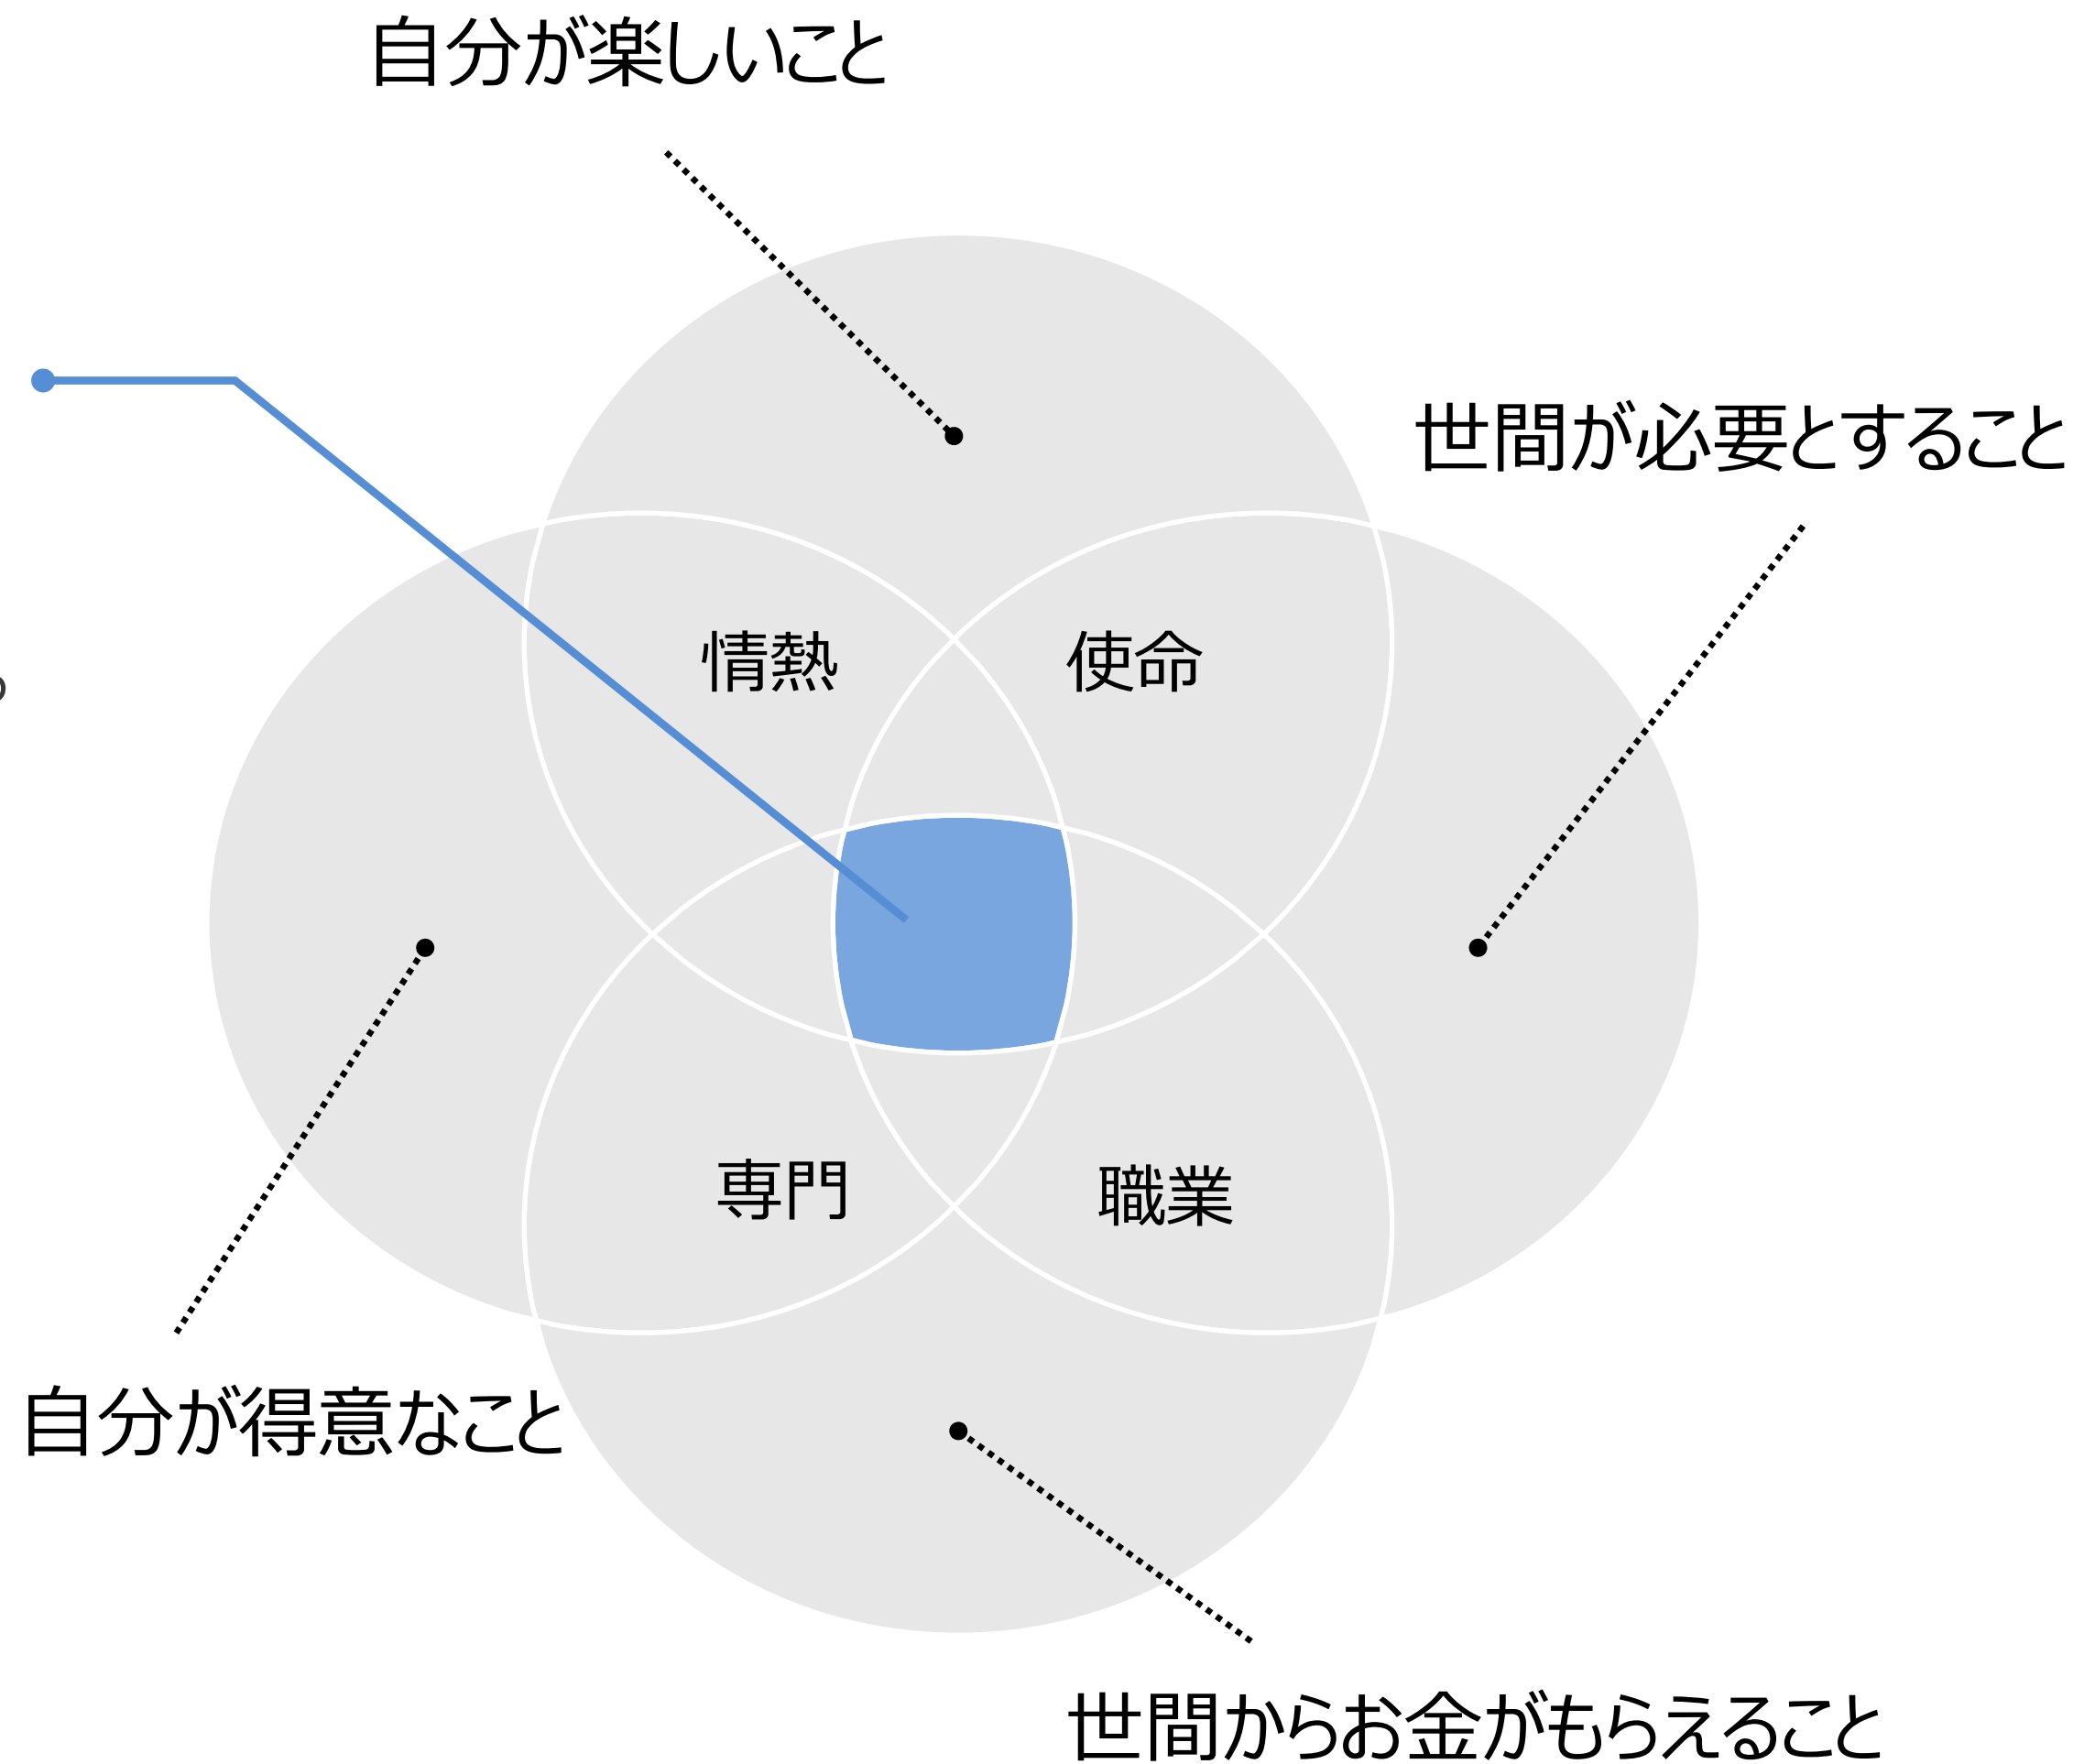 自分が楽しいこと
世間が必要とすること
情熱
使命
専門
職業
自分が得意なこと
世間からお金がもらえること